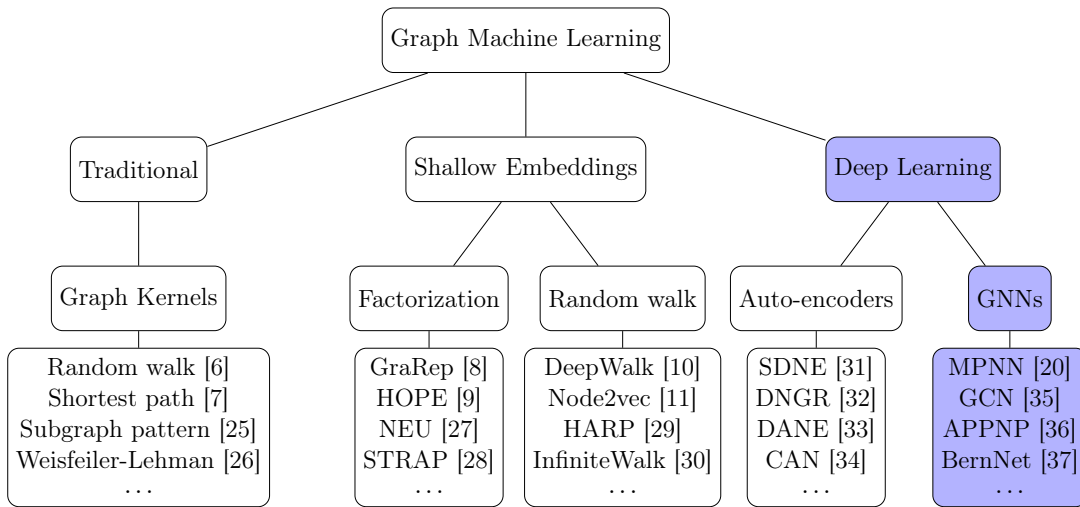 Graph Machine Learning
Traditional
Shallow Embeddings
Deep Learning
Graph Kernels
Factorization
Random walk
Auto-encoders
GNNs
Random walk [6]
Shortest path [7]
Subgraph pattern [25]
Weisfeiler-Lehman [26]
...
GraRep [8]
HOPE [9]
NEU [27]
STRAP [28]
...
DeepWalk [10]
Node2vec [11]
HARP [29]
InfiniteWalk [30]
...
SDNE [31]
DNGR [32]
DANE [33]
CAN [34]
...
MPNN [20]
GCN [35]
APPNP [36]
BernNet [37]
...